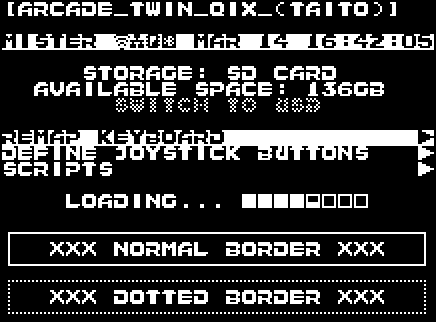 [ARCADE_TWIN_QIX_(TAITO)]
MISTER MAR 14 16:42:05
STORAGE: SD CARD
AVAILABLE SPACE: 136GB
SWITCH TO USB
REMAP KEYBOARD
DEFINE JOYSTICK BUTTONS
SCRIPTS
LOADING...
XXX NORMAL BORDER XXX
XXX DOTTED BORDER XXX